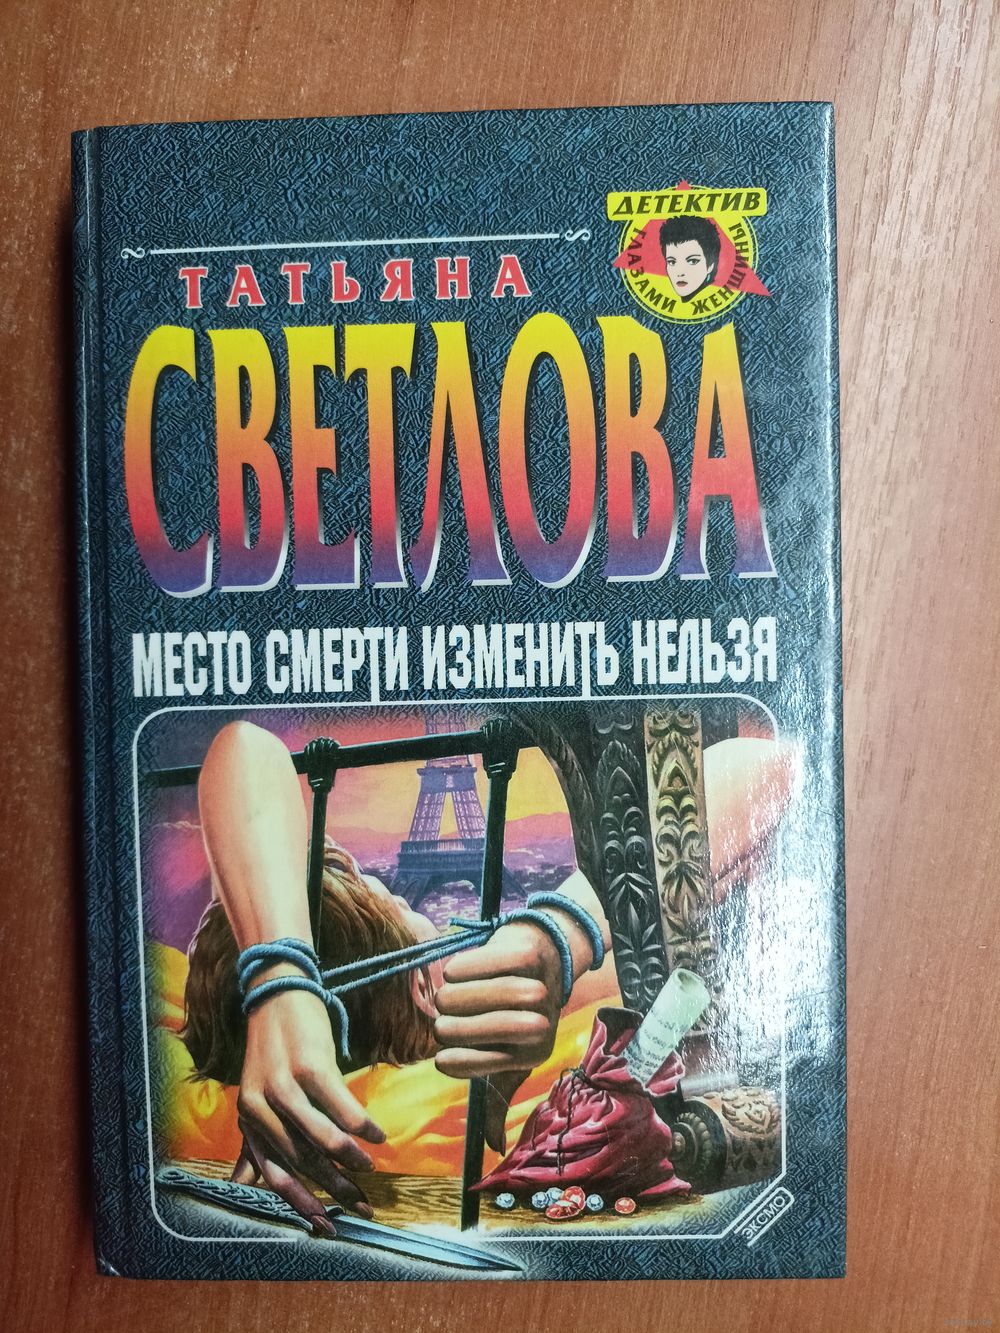 ДЕТЕКТИВ
ГЛАЗАМИ ЖЕНЩИНЫ
ТАТЬЯНА
СВЕТЛОВА
МЕСТО СМЕРТИ ИЗМЕНИТЬ НЕЛЬЗЯ
ЭКСМО